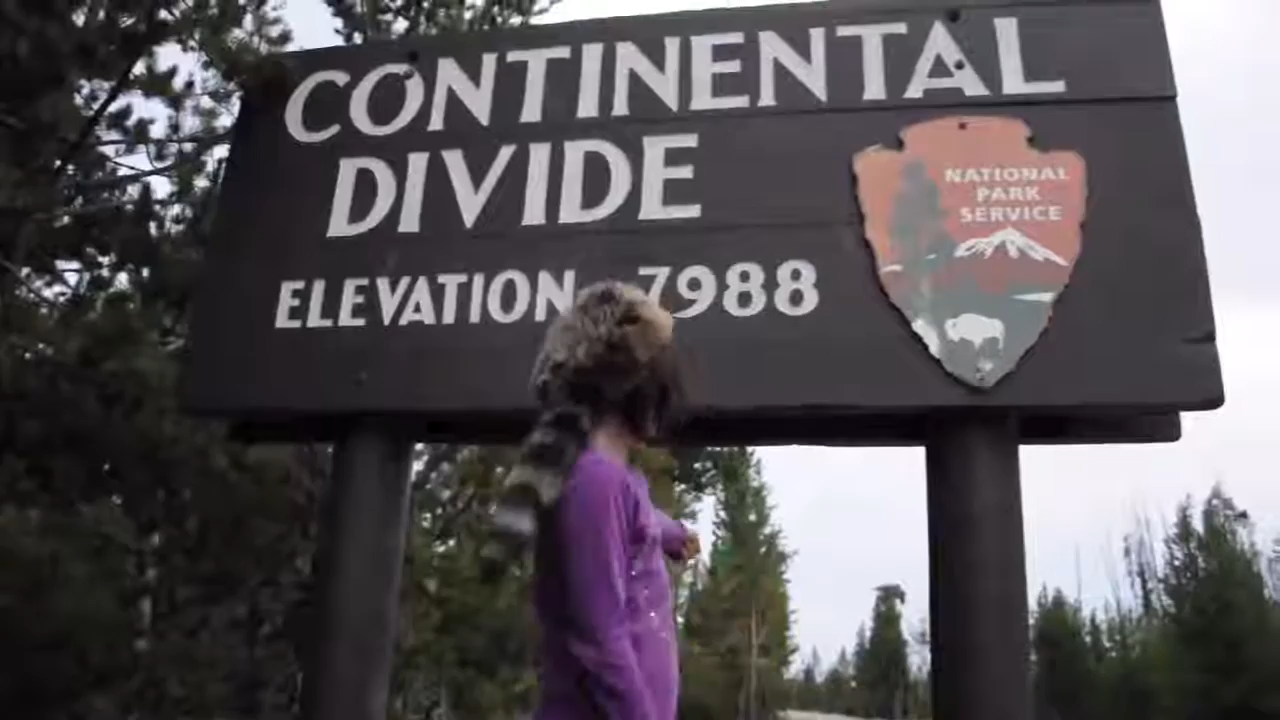 CONTINENTAL
DIVIDE
ELEVATION 7988
NATIONAL
PARK
SERVICE